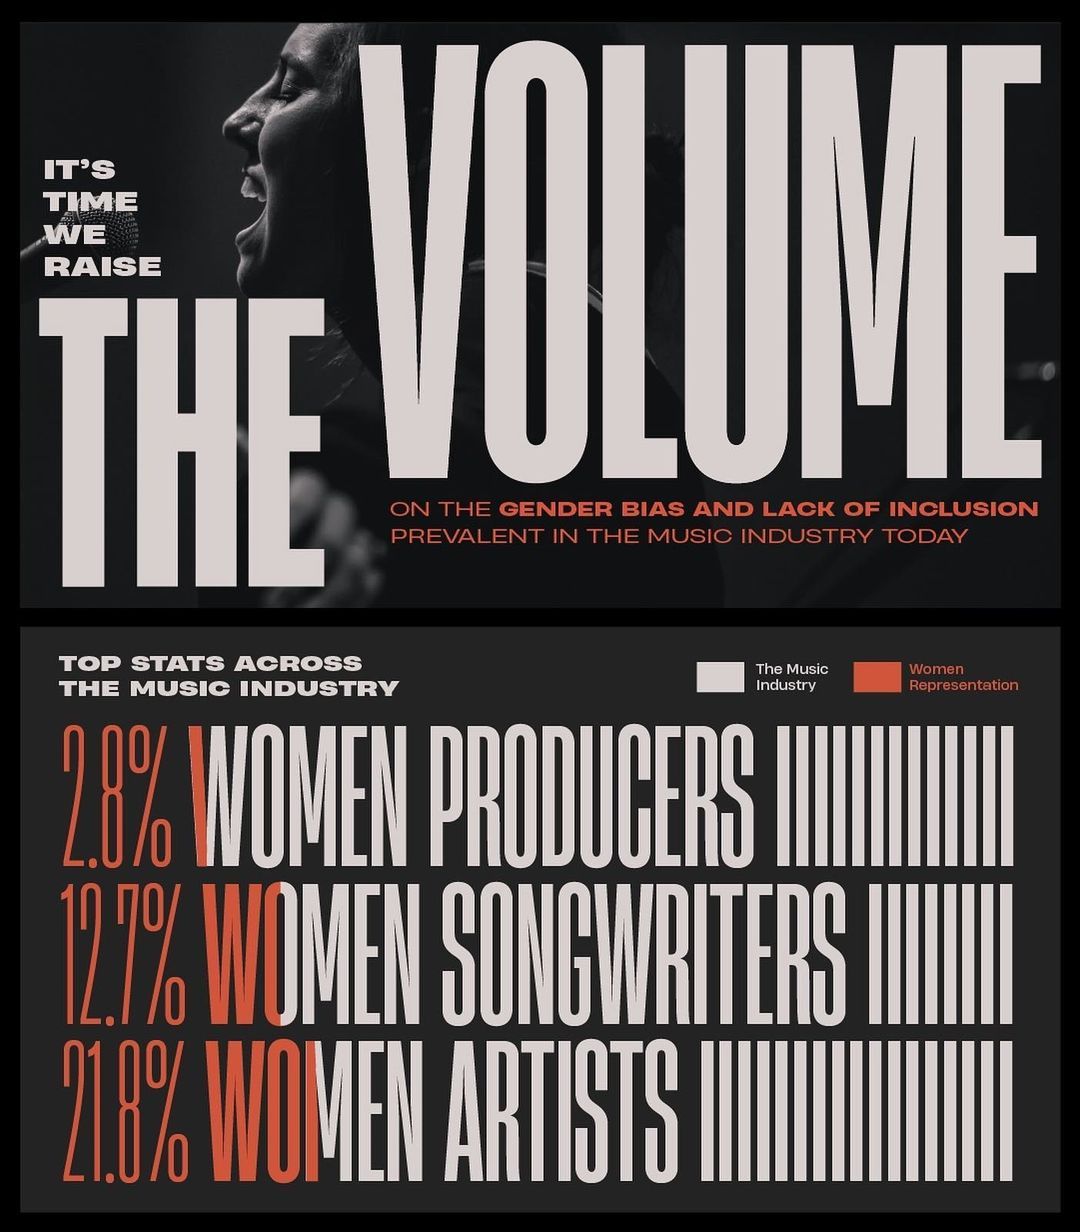 IT'S
TIME
WE
RAISE
THE
VOLUME
ON THE GENDER BIAS AND LACK OF INCLUSION
PREVALENT IN THE MUSIC INDUSTRY TODAY
TOP STATS ACROSS
THE MUSIC INDUSTRY
The Music
Industry
Women
Representation
2.8% WOMEN PRODUCERS
12.7% WOMEN SONGWRITERS
21.8% WOMEN ARTISTS